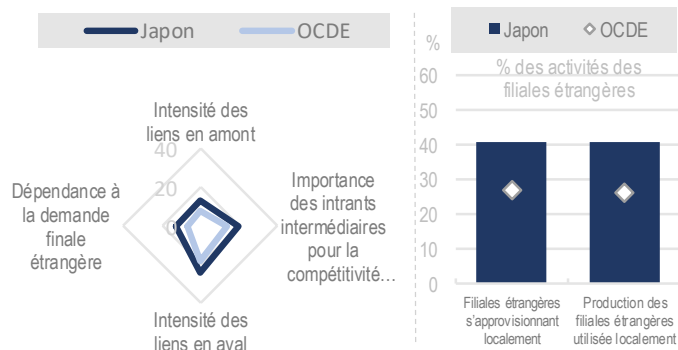 Japon
OCDE
Intensité des
liens en amont
40
20
0
Dépendance à
la demande
finale
étrangère
Importance
des intrants
intermédiaires
pour la
compétitivité…
Intensité des
liens en aval
Japon
OCDE
%
% des activités des
filiales étrangères
60
50
40
30
20
10
0
Filiales étrangères
s'approvisionnant
localement
Production des
filiales étrangères
utilisée localement